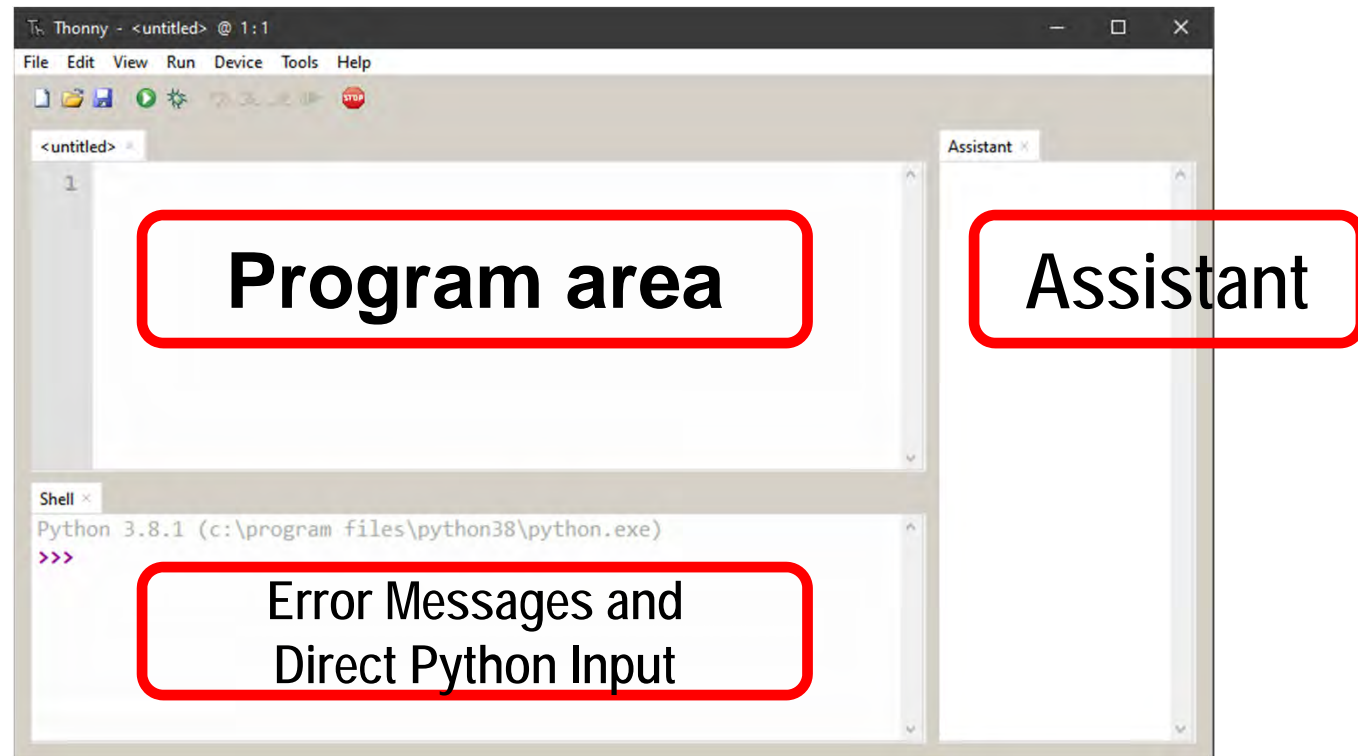 Thonny - <untitled> @ 1:1
File Edit View Run Device Tools Help
STOP
<untitled>
Assistant
1
Program area
Assistant
Shell
Python 3.8.1 (c:\program files\python38\python.exe)
>>>
Error Messages and
Direct Python Input